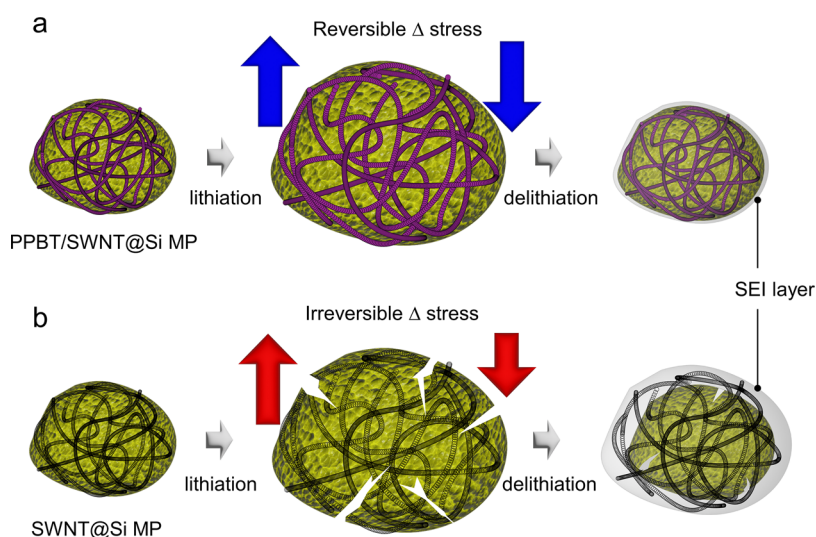 a
Reversible Δ stress
lithiation
delithiation
PPBT/SWNT@Si MP
SEI layer
b
Irreversible Δ stress
lithiation
delithiation
SWNT@Si MP